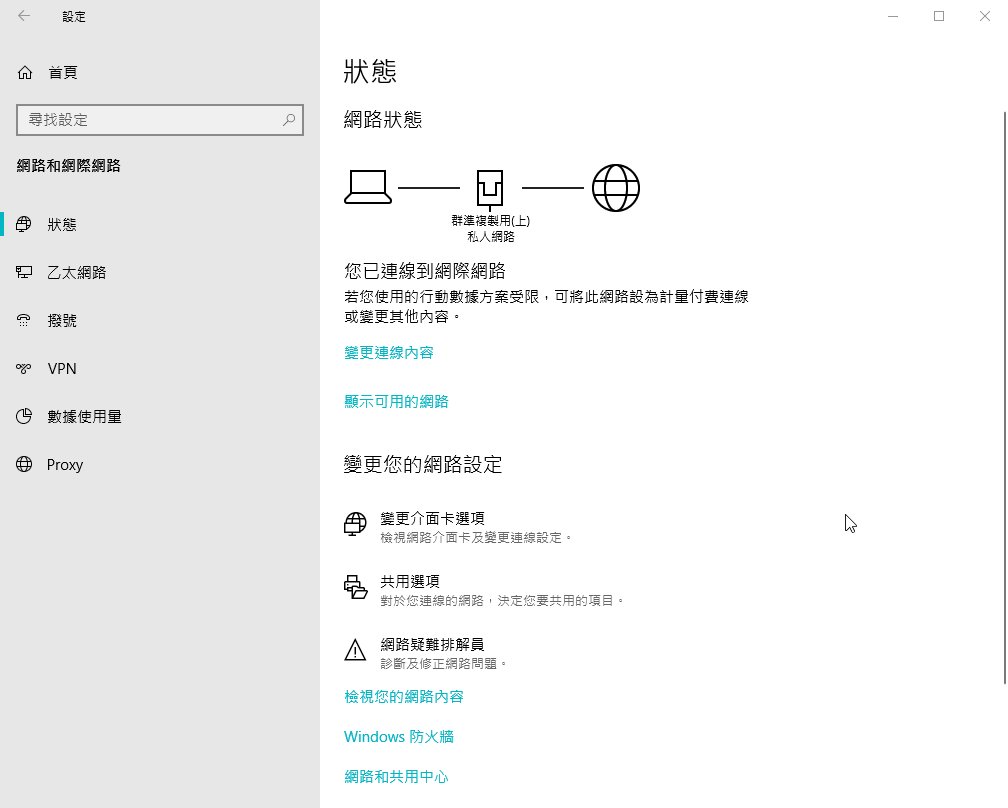 設定
首頁
尋找設定
網路和網際網路
狀態
乙太網路
撥號
VPN
數據使用量
Proxy
狀態
網路狀態
群準複製用(上)
私人網路
您已連線到網際網路
若您使用的行動數據方案受限，可將此網路設為計量付費連線
或變更其他內容。
變更連線內容
顯示可用的網路
變更您的網路設定
變更介面卡選項
檢視網路介面卡及變更連線設定。
共用選項
對於您連線的網路，決定您要共用的項目。
網路疑難排解員
診斷及修正網路問題。
檢視您的網路內容
Windows 防火牆
網路和共用中心